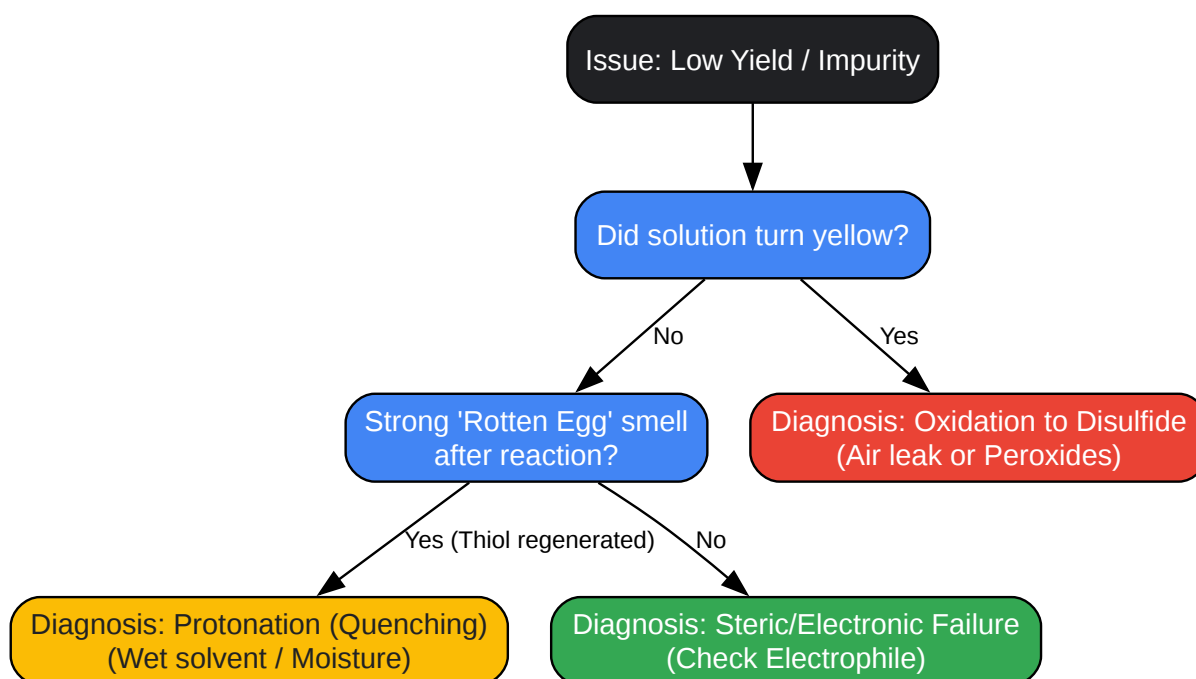 Issue: Low Yield / Impurity
Did solution turn yellow?
No
Yes
Strong 'Rotten Egg' smell
after reaction?
Diagnosis: Oxidation to Disulfide
(Air leak or Peroxides)
Yes (Thiol regenerated)
No
Diagnosis: Protonation (Quenching)
(Wet solvent / Moisture)
Diagnosis: Steric/Electronic Failure
(Check Electrophile)